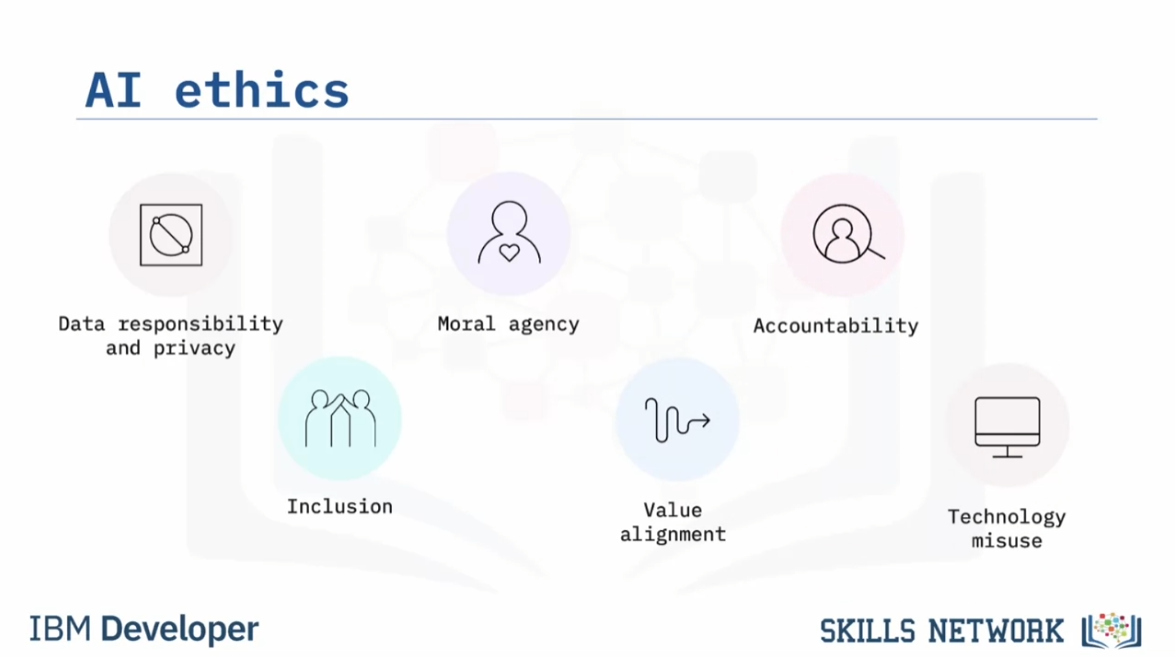 AI ethics
Data responsibility
and privacy
Moral agency
Accountability
Inclusion
Value
alignment
Technology
misuse
IBM Developer
SKILLS NETWORK